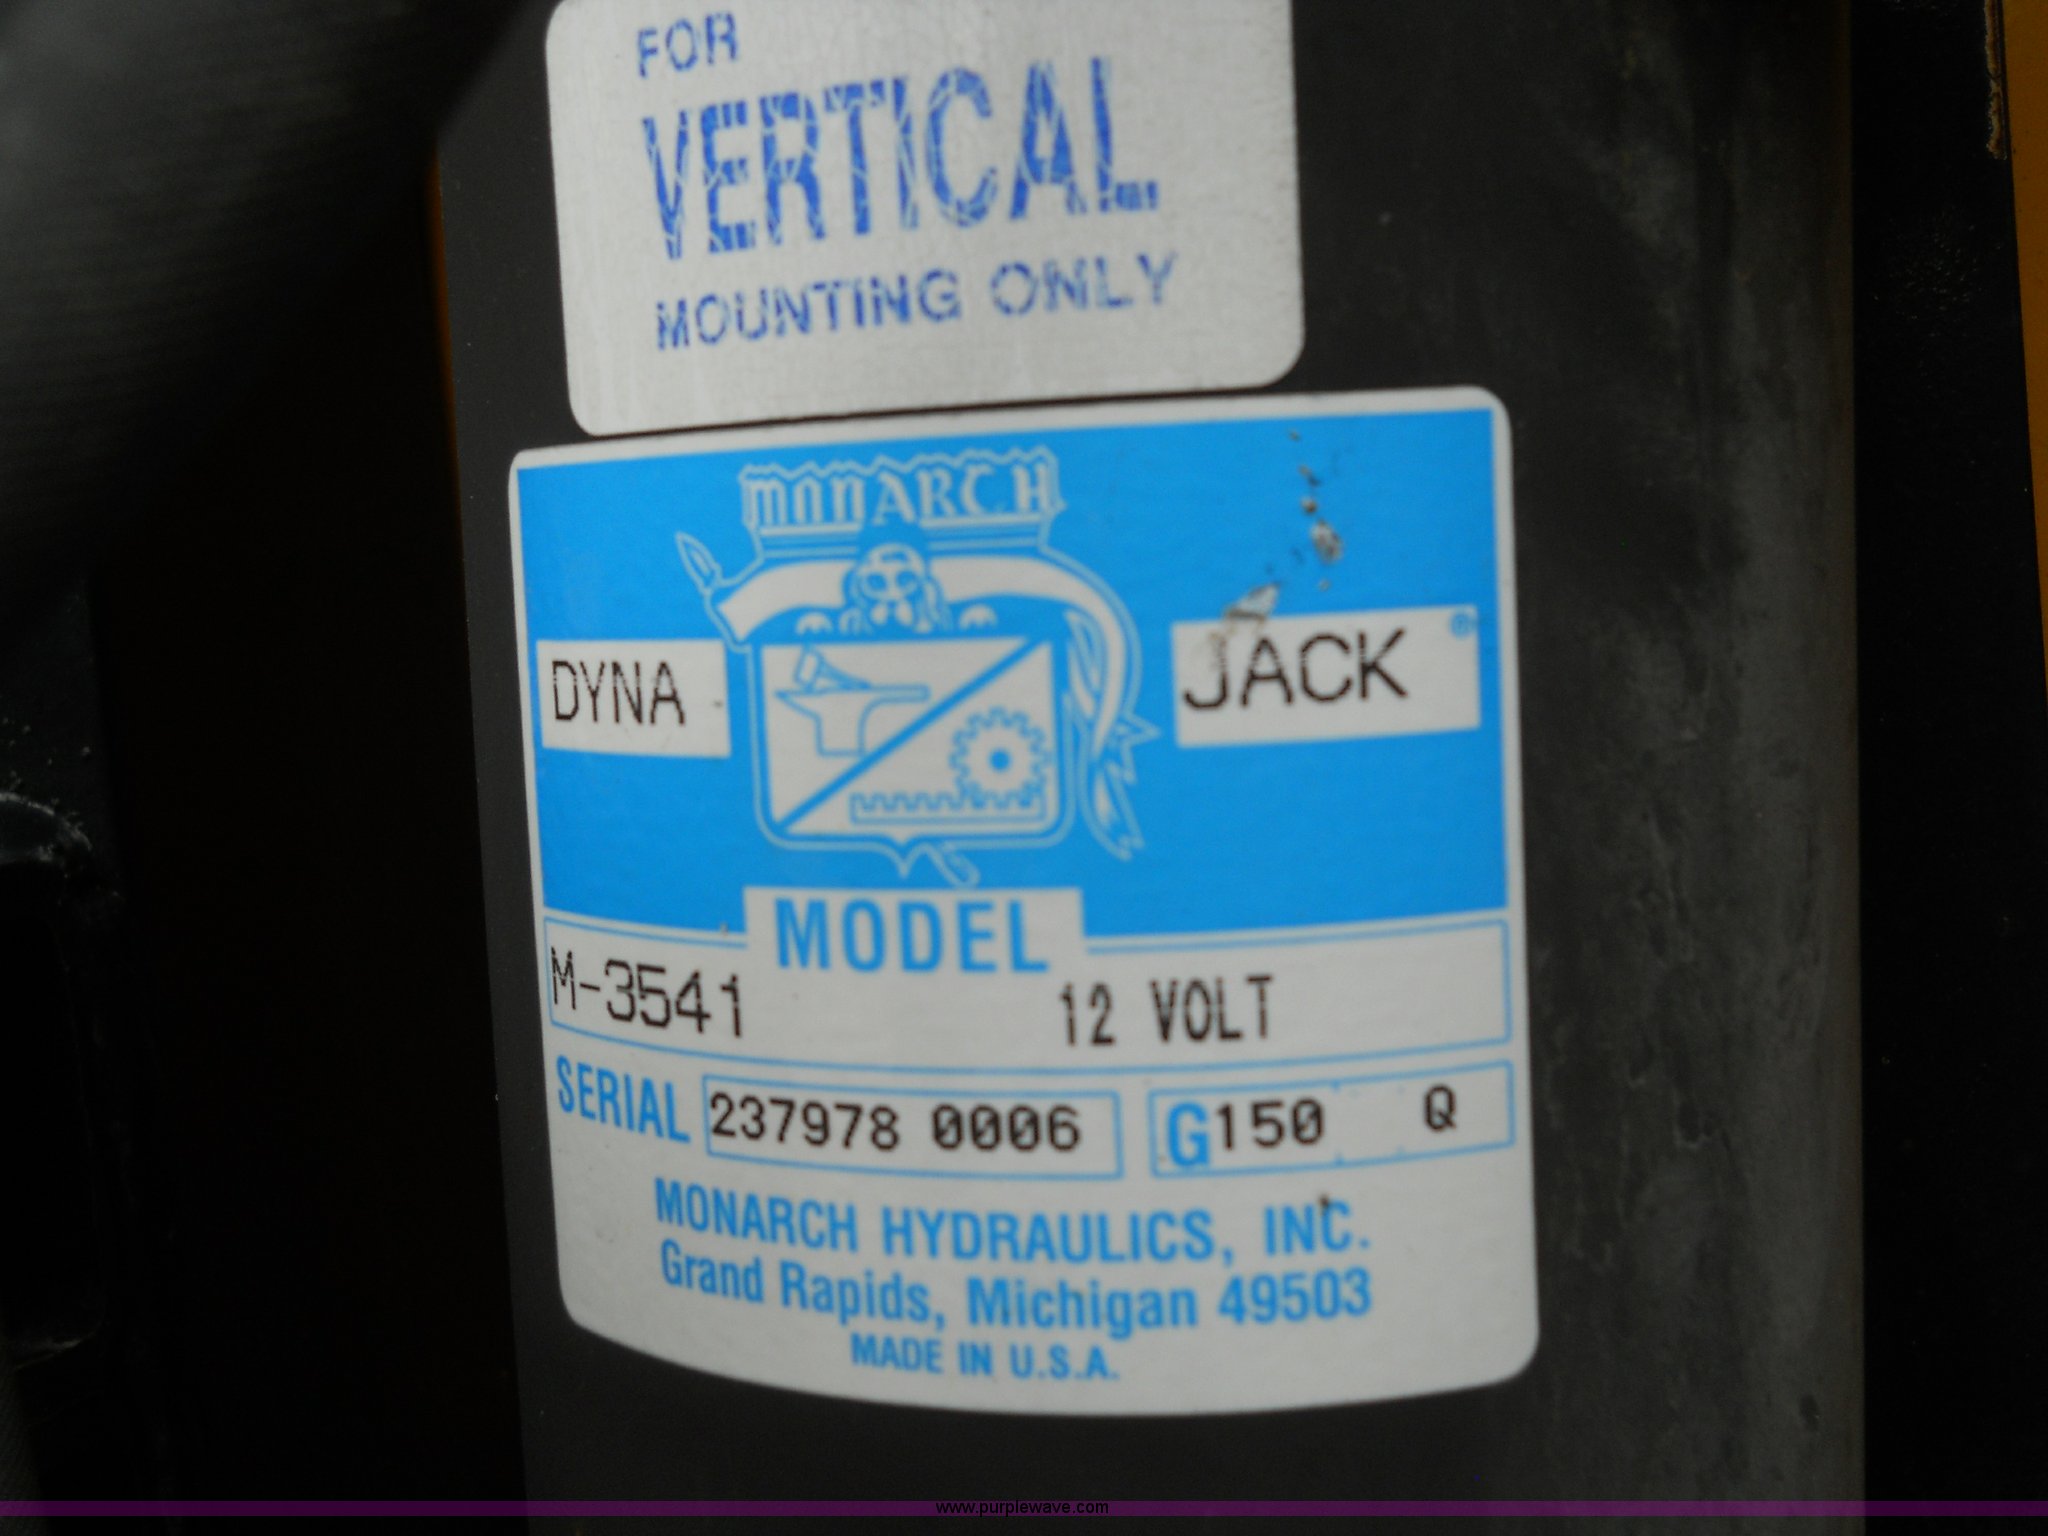 FOR
VERTICAL
MOUNTING ONLY
MONARCH
DYNA
JACK®
MODEL
M-3541 12 VOLT
SERIAL 237978 0006 G150 Q
MONARCH HYDRAULICS, INC.
Grand Rapids, Michigan 49503
MADE IN U.S.A.
www.purplewave.com